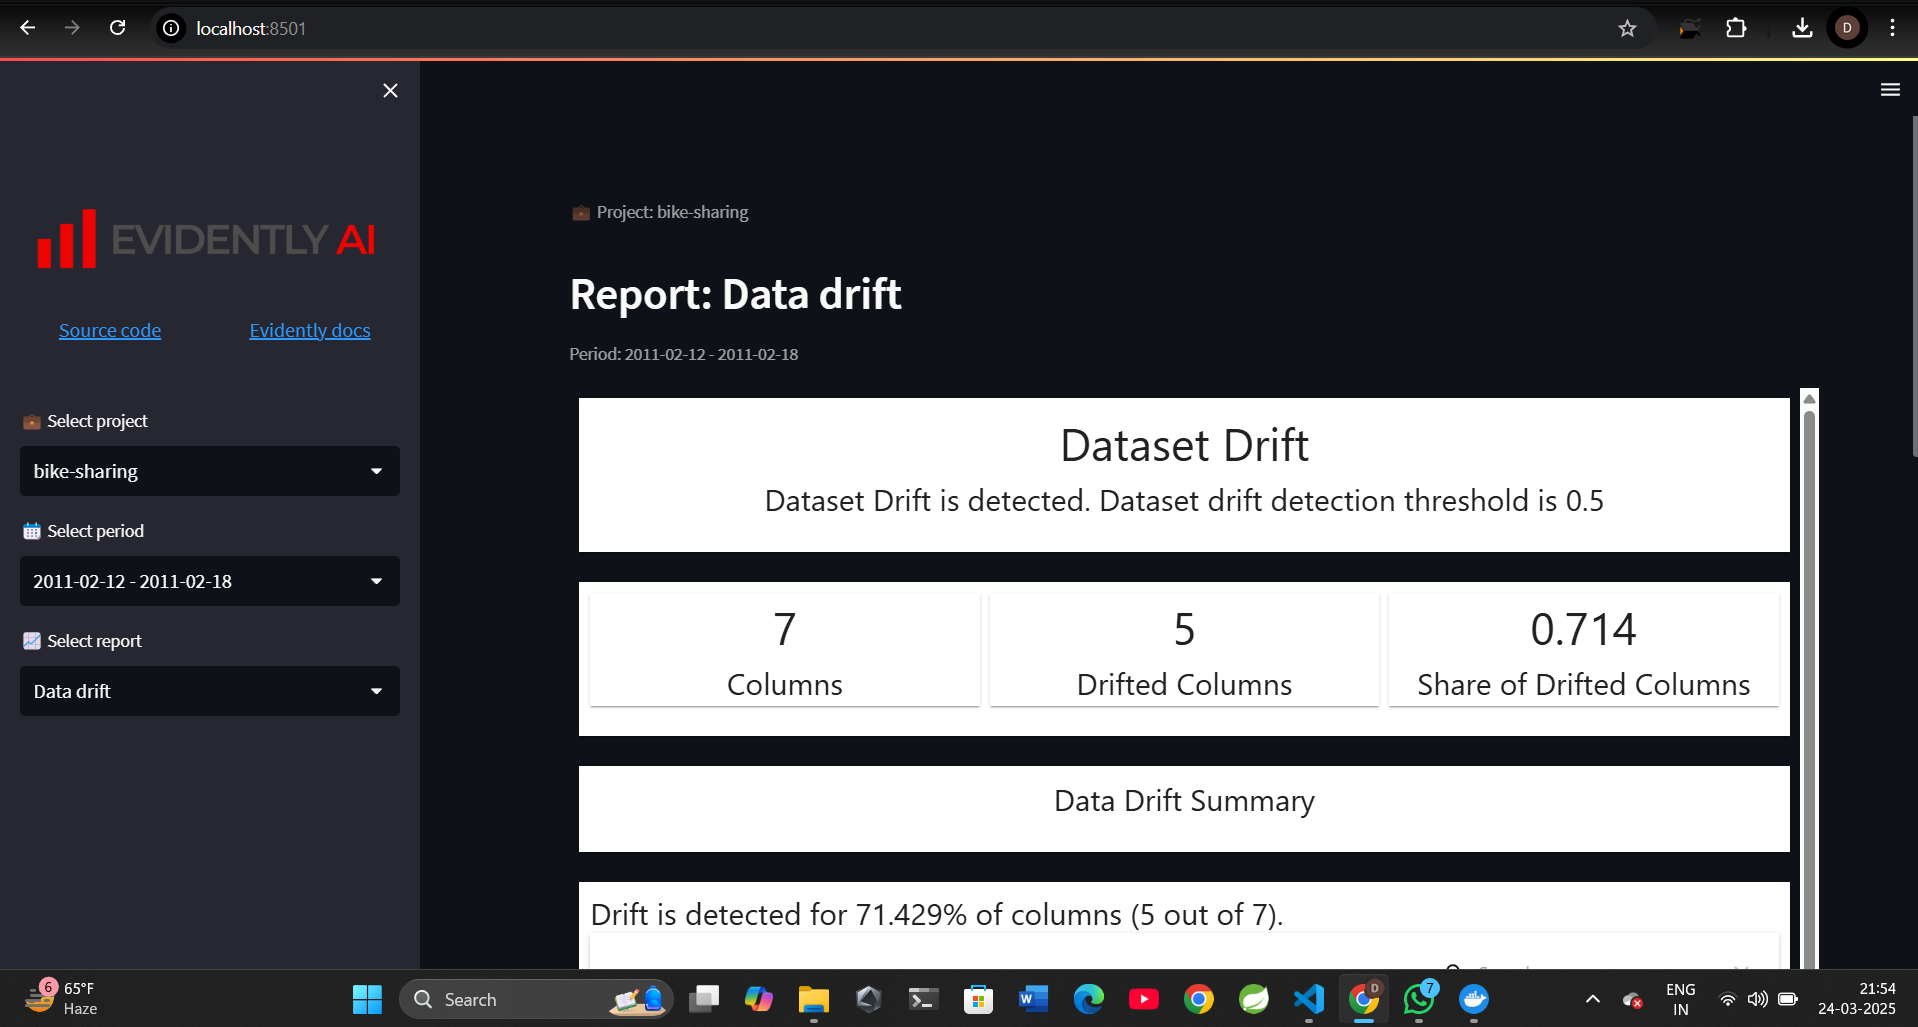 localhost:8501
D
EVIDENTLY AI
Source code
Evidently docs
Select project
bike-sharing
Select period
2011-02-12 - 2011-02-18
Select report
Data drift
Project: bike-sharing
Report: Data drift
Period: 2011-02-12 - 2011-02-18
Dataset Drift
Dataset Drift is detected. Dataset drift detection threshold is 0.5
7
Columns
5
Drifted Columns
0.714
Share of Drifted Columns
Data Drift Summary
Drift is detected for 71.429% of columns (5 out of 7).
6
65°F
Haze
Search
W
D
7
ENG
IN
21:54
24-03-2025